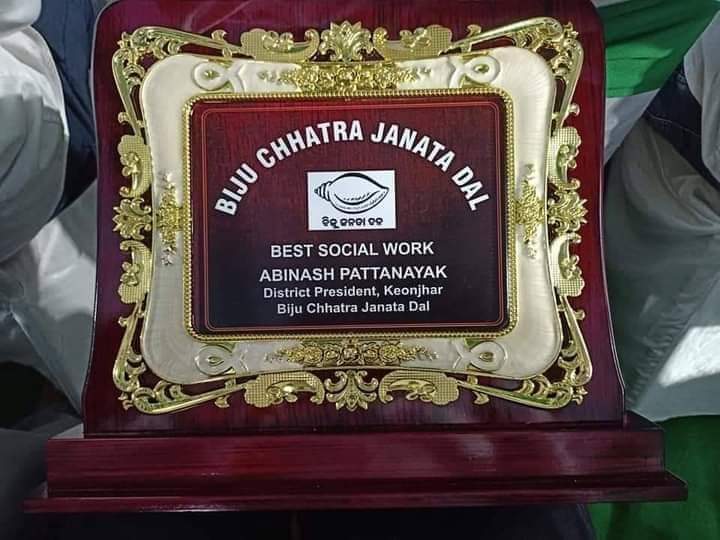 BIJU CHHATRA JANATA DAL
ବିଜୁ ଜନତା ଦଳ
BEST SOCIAL WORK
ABINASH PATTANAYAK
District President, Keonjhar
Biju Chhatra Janata Dal